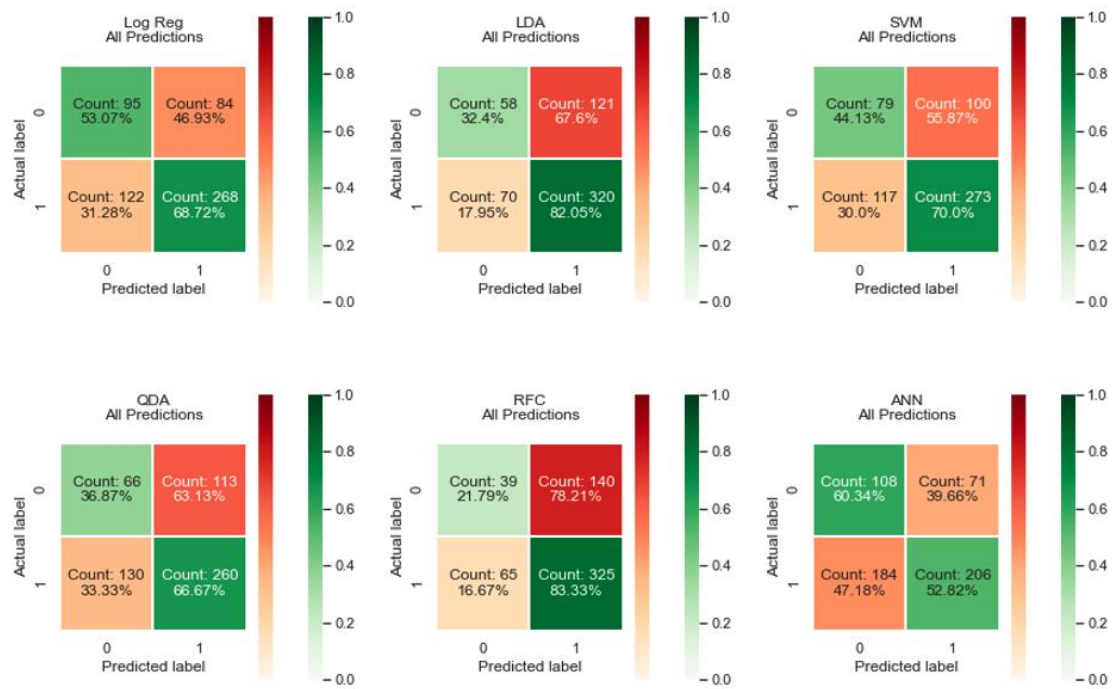 Log Reg
All Predictions
Actual label
0
1
Count: 95
53.07%
Count: 84
46.93%
Count: 122
31.28%
Count: 268
68.72%
0 1
Predicted label
1.0
0.8
0.6
0.4
0.2
0.0
LDA
All Predictions
Actual label
0
1
Count: 58
32.4%
Count: 121
67.6%
Count: 70
17.95%
Count: 320
82.05%
0 1
Predicted label
1.0
0.8
0.6
0.4
0.2
0.0
SVM
All Predictions
Actual label
0
1
Count: 79
44.13%
Count: 100
55.87%
Count: 117
30.0%
Count: 273
70.0%
0 1
Predicted label
1.0
0.8
0.6
0.4
0.2
0.0
QDA
All Predictions
Actual label
0
1
Count: 66
36.87%
Count: 113
63.13%
Count: 130
33.33%
Count: 260
66.67%
0 1
Predicted label
1.0
0.8
0.6
0.4
0.2
0.0
RFC
All Predictions
Actual label
0
1
Count: 39
21.79%
Count: 140
78.21%
Count: 65
16.67%
Count: 325
83.33%
0 1
Predicted label
1.0
0.8
0.6
0.4
0.2
0.0
ANN
All Predictions
Actual label
0
1
Count: 108
60.34%
Count: 71
39.66%
Count: 184
47.18%
Count: 206
52.82%
0 1
Predicted label
1.0
0.8
0.6
0.4
0.2
0.0